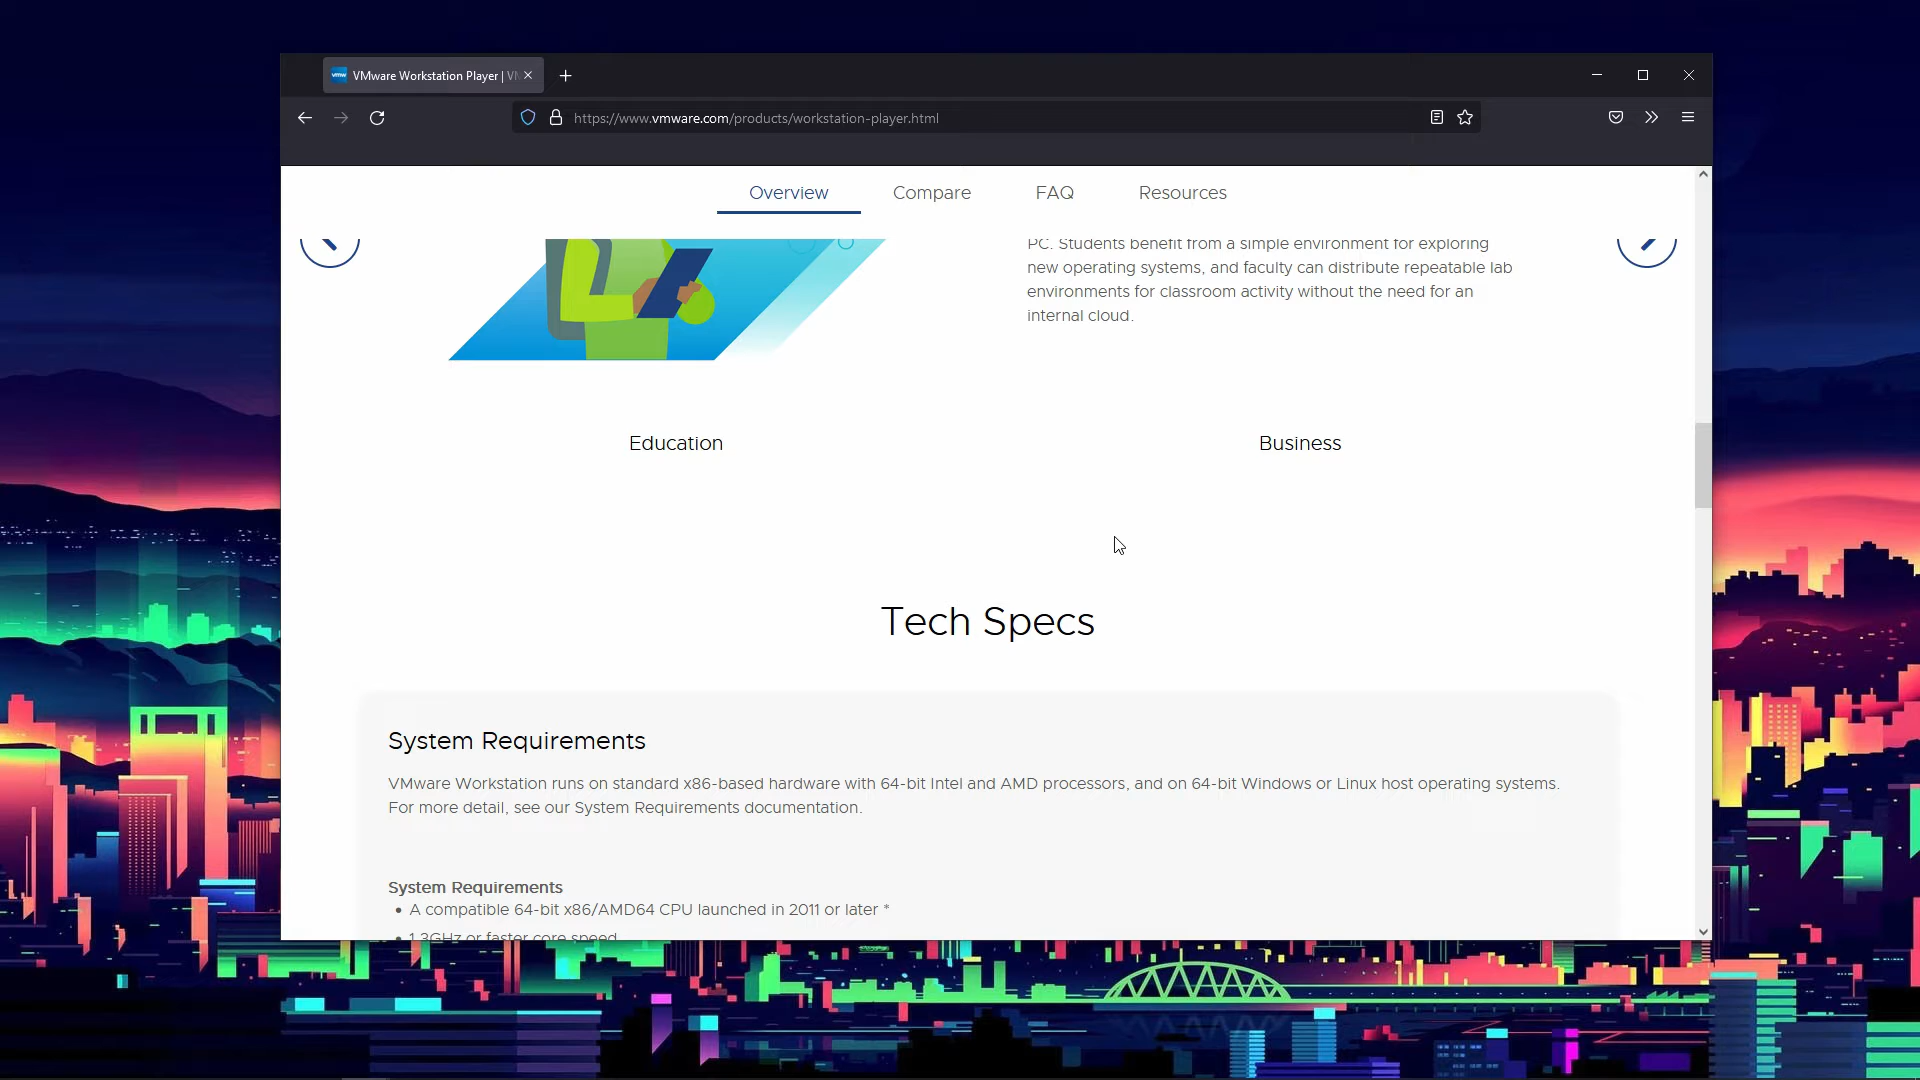 vmw VMware Workstation Player | VM
https://www.vmware.com/products/workstation-player.html
Overview Compare FAQ Resources
PC. Students benefit from a simple environment for exploring
new operating systems, and faculty can distribute repeatable lab
environments for classroom activity without the need for an
internal cloud.
Education Business
Tech Specs
System Requirements
VMware Workstation runs on standard x86-based hardware with 64-bit Intel and AMD processors, and on 64-bit Windows or Linux host operating systems.
For more detail, see our System Requirements documentation.
System Requirements
• A compatible 64-bit x86/AMD64 CPU launched in 2011 or later *
• 1.3GHz or faster core speed